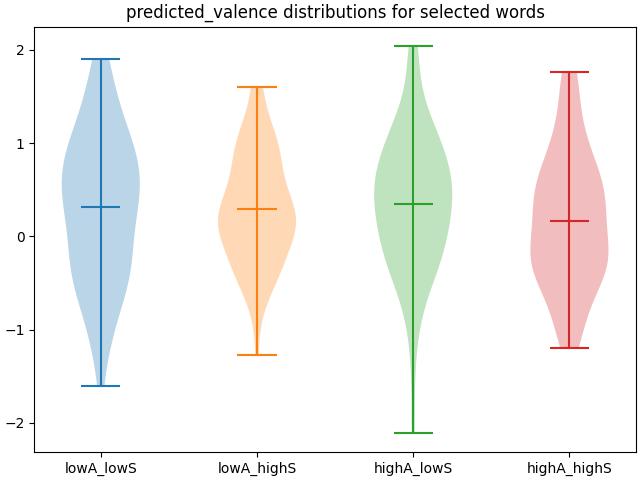 predicted_valence distributions for selected words
2
1
0
−1
−2
lowA_lowS lowA_highS highA_lowS highA_highS